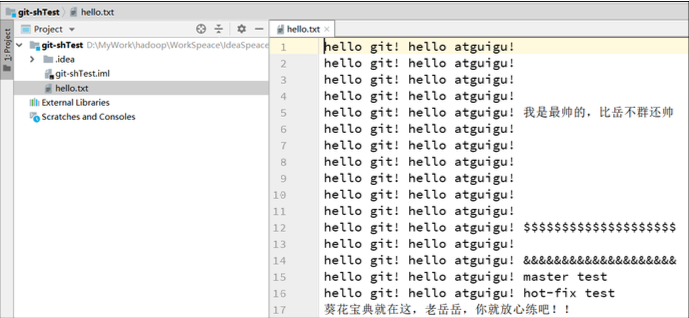 git-shTest hello.txt
Project
hello.txt
1: Project
git-shTest D:\MyWork\hadoop\WorkSpeace\IdeaSpeace
.idea
git-shTest.iml
hello.txt
External Libraries
Scratches and Consoles
1 hello git! hello atguigu!
2 hello git! hello atguigu!
3 hello git! hello atguigu!
4 hello git! hello atguigu!
5 hello git! hello atguigu! 我是最帅的，比岳不群还帅
6 hello git! hello atguigu!
7 hello git! hello atguigu!
8 hello git! hello atguigu!
9 hello git! hello atguigu!
10 hello git! hello atguigu!
11 hello git! hello atguigu!
12 hello git! hello atguigu! $$$$$$$$$$$$$$$$$$$$
13 hello git! hello atguigu!
14 hello git! hello atguigu! &&&&&&&&&&&&&&&&&&&&
15 hello git! hello atguigu! master test
16 hello git! hello atguigu! hot-fix test
17 葵花宝典就在这，老岳岳，你就放心练吧！！